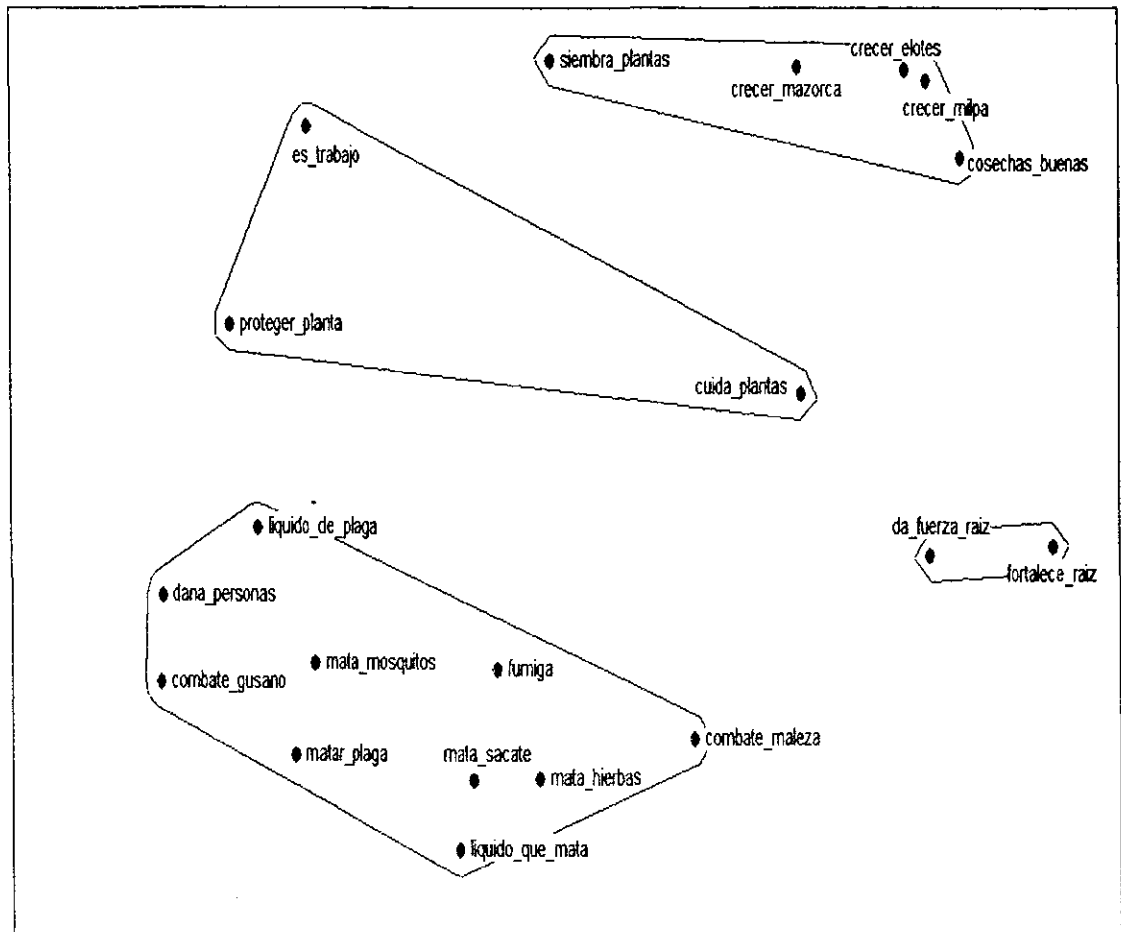 crecer_elotes
siembra_plantas
crecer_mazorca
crecer_milpa
es_trabajo
cosechas_buenas
proteger_planta
cuida_plantas
liquido_de_plaga
da_fuerza_raiz
fortalece_raiz
dana_personas
mata_mosquitos
fumiga
combate_gusano
combate_maleza
matar_plaga
mata_sacate
mata_hierbas
liquido_que_mata